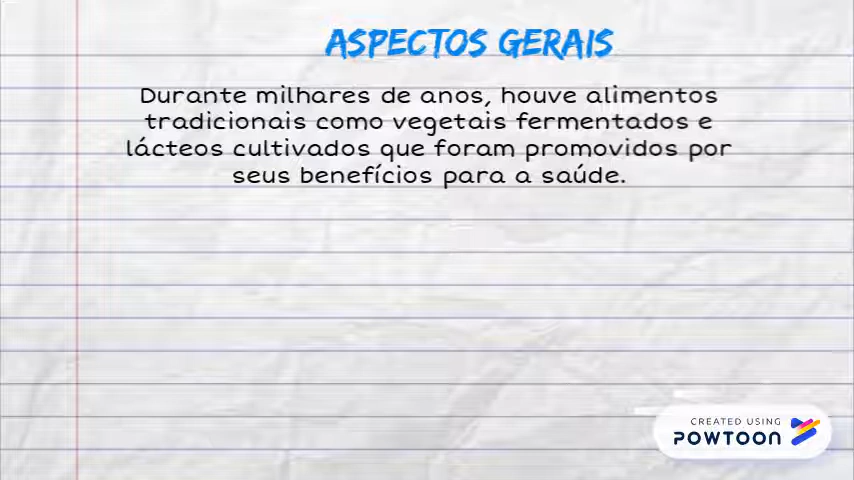 ASPECTOS GERAIS
Durante milhares de anos, houve alimentos
tradicionais como vegetais fermentados e
lácteos cultivados que foram promovidos por
seus benefícios para a saúde.
CREATED USING
POWTOON